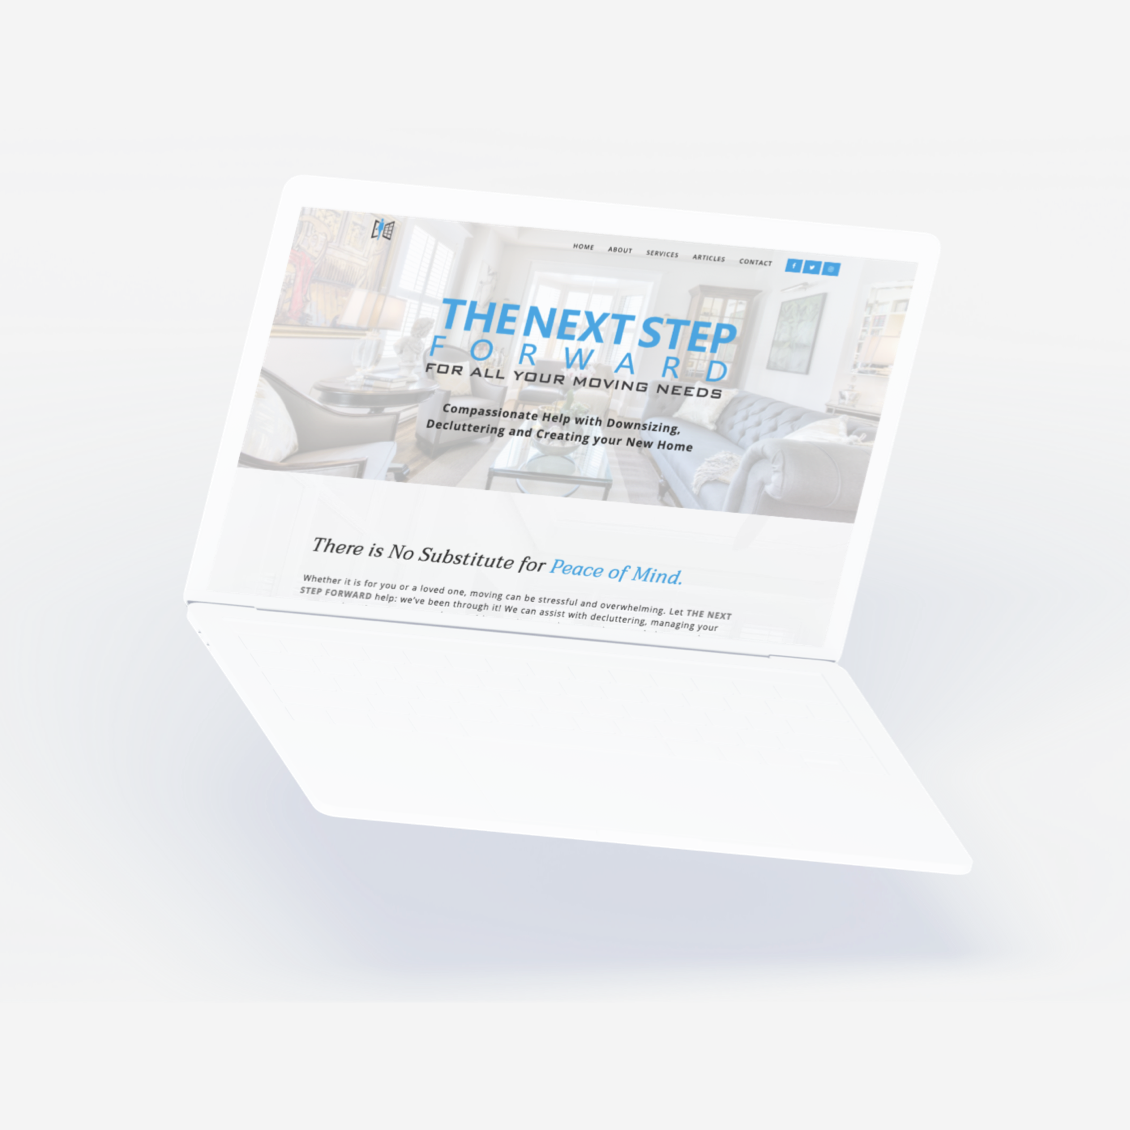 HOME ABOUT SERVICES ARTICLES CONTACT
THE NEXT STEP
FORWARD
FOR ALL YOUR MOVING NEEDS
Compassionate Help with Downsizing,
Decluttering and Creating your New Home
There is No Substitute for Peace of Mind.
Whether it is for you or a loved one, moving can be stressful and overwhelming. Let THE NEXT
STEP FORWARD help: we've been through it! We can assist with decluttering, managing your